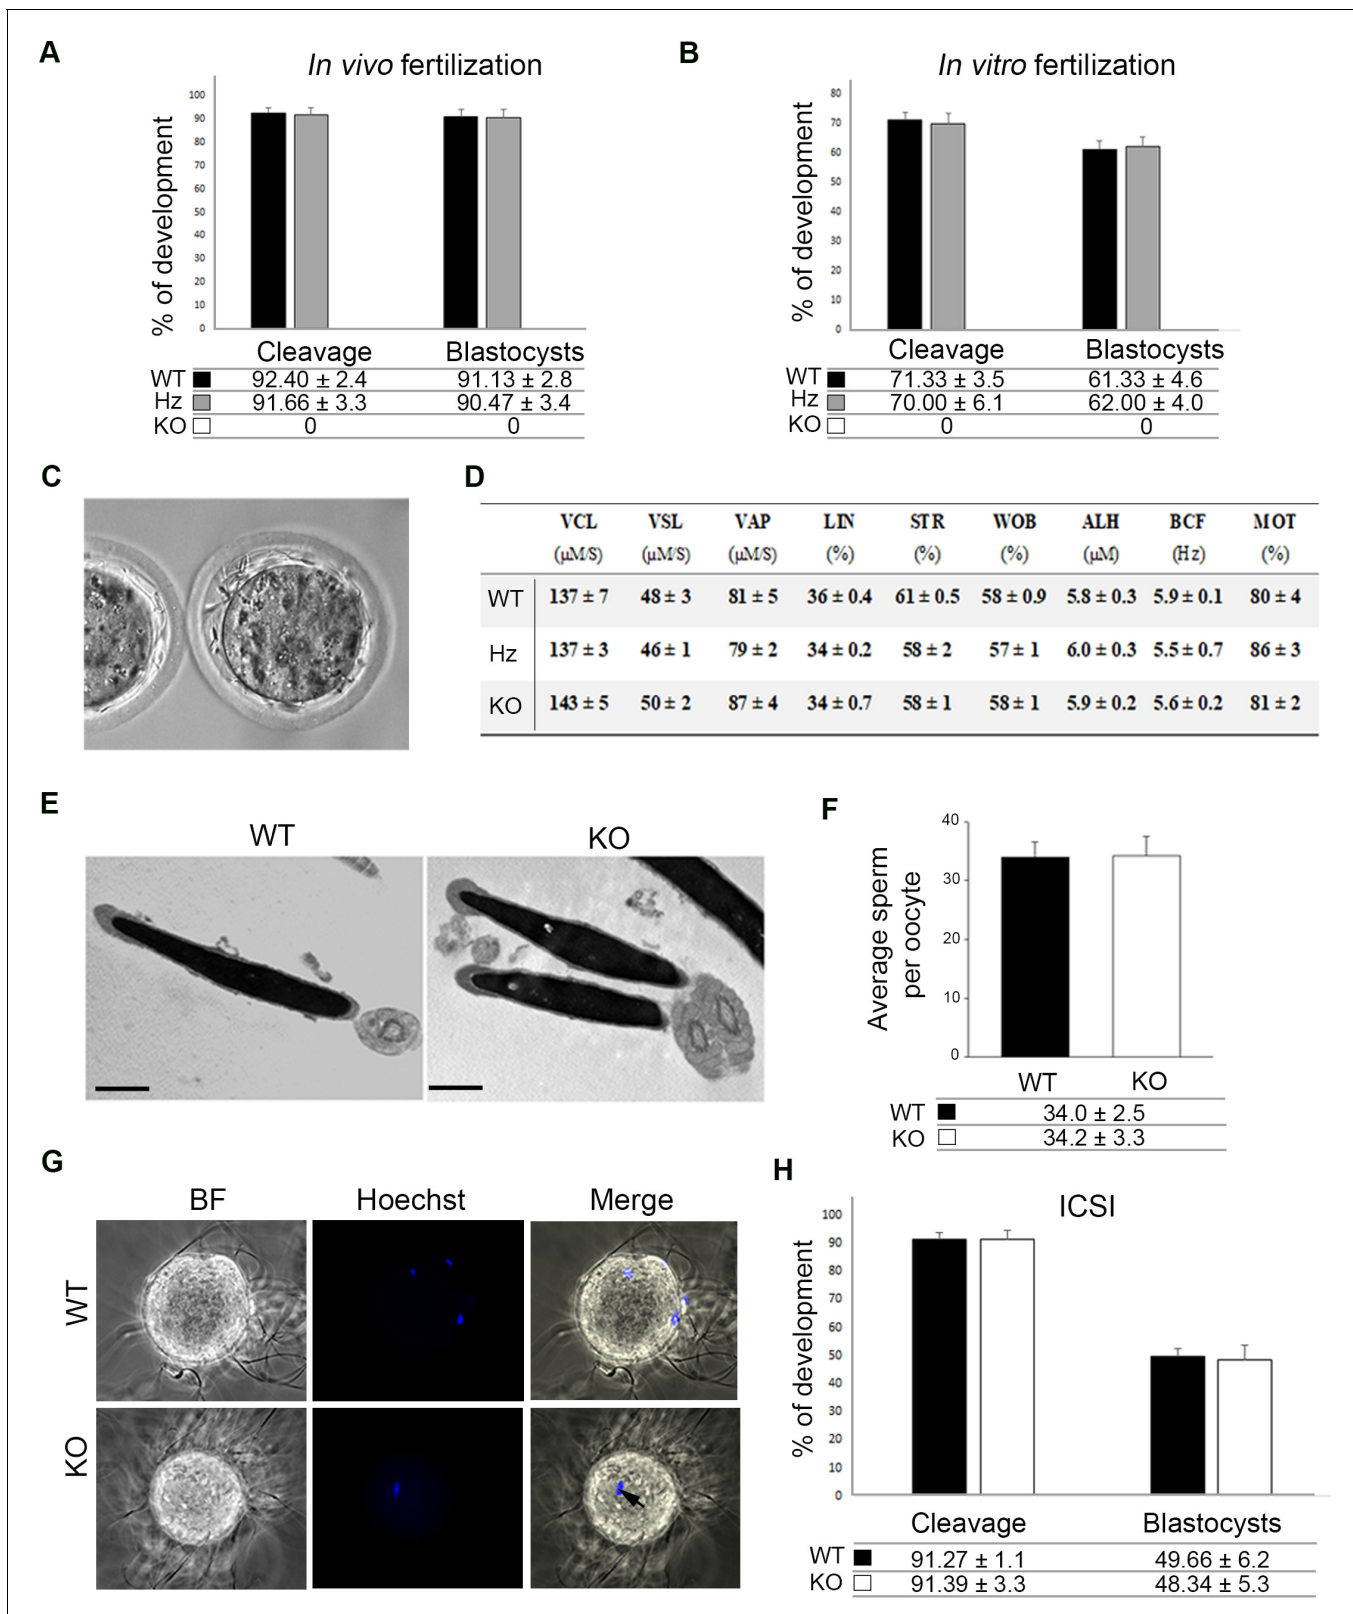 A
In vivo fertilization
% of development
100
90
80
70
60
50
40
30
20
10
0
Cleavage Blastocysts
WT 92.40 ± 2.4 91.13 ± 2.8
Hz 91.66 ± 3.3 90.47 ± 3.4
KO 0 0
B
In vitro fertilization
% of development
80
70
60
50
40
30
20
10
0
Cleavage Blastocysts
WT 71.33 ± 3.5 61.33 ± 4.6
Hz 70.00 ± 6.1 62.00 ± 4.0
KO 0 0
C
D
VCL VSL VAP LIN STR WOB ALH BCF MOT
(μM/S) (μM/S) (μM/S) (%) (%) (%) (μM) (Hz) (%)
WT 137 ± 7 48 ± 3 81 ± 5 36 ± 0.4 61 ± 0.5 58 ± 0.9 5.8 ± 0.3 5.9 ± 0.1 80 ± 4
Hz 137 ± 3 46 ± 1 79 ± 2 34 ± 0.2 58 ± 2 57 ± 1 6.0 ± 0.3 5.5 ± 0.7 86 ± 3
KO 143 ± 5 50 ± 2 87 ± 4 34 ± 0.7 58 ± 1 58 ± 1 5.9 ± 0.2 5.6 ± 0.2 81 ± 2
E
WT KO
F
Average sperm
per oocyte
40
30
20
10
0
WT KO
WT 34.0 ± 2.5
KO 34.2 ± 3.3
G
BF Hoechst Merge
WT
KO
H
ICSI
% of development
100
90
80
70
60
50
40
30
20
10
0
Cleavage Blastocysts
WT 91.27 ± 1.1 49.66 ± 6.2
KO 91.39 ± 3.3 48.34 ± 5.3